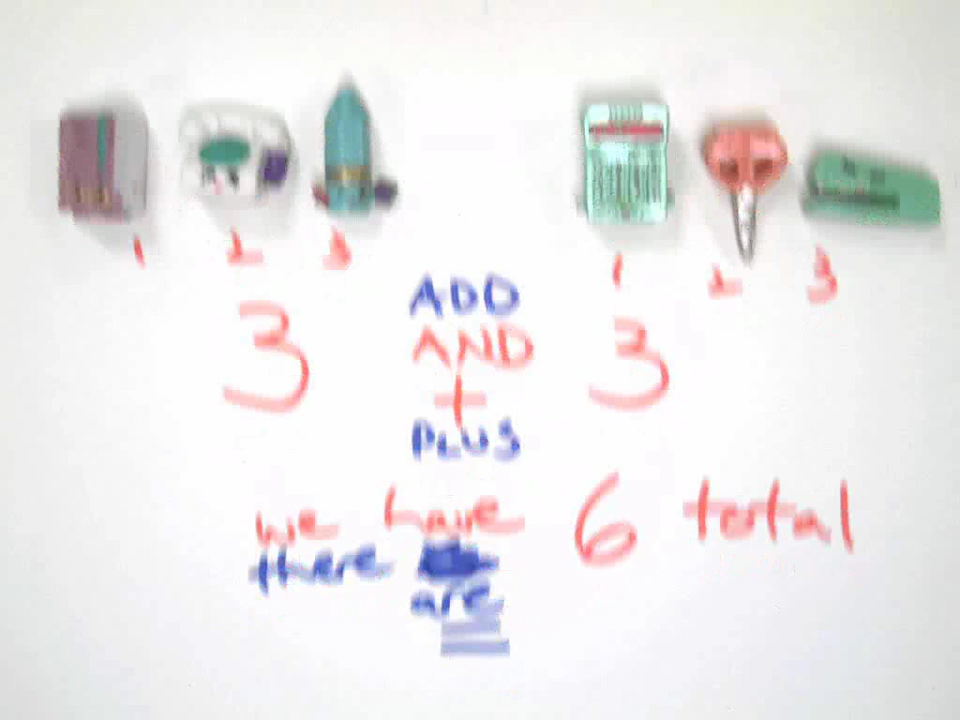 1 2 3 1 2 3
ADD
3 AND 3
+
PLUS
we have 6 total
there
are